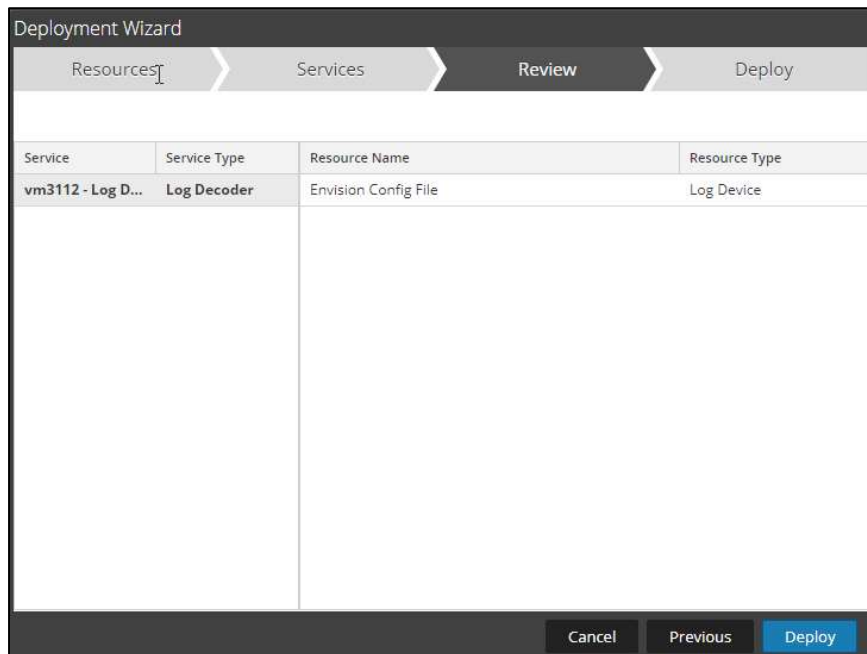 Deployment Wizard
Resources Services Review Deploy
Service Service Type Resource Name Resource Type
vm3112 - Log D... Log Decoder Envision Config File Log Device
Cancel Previous Deploy